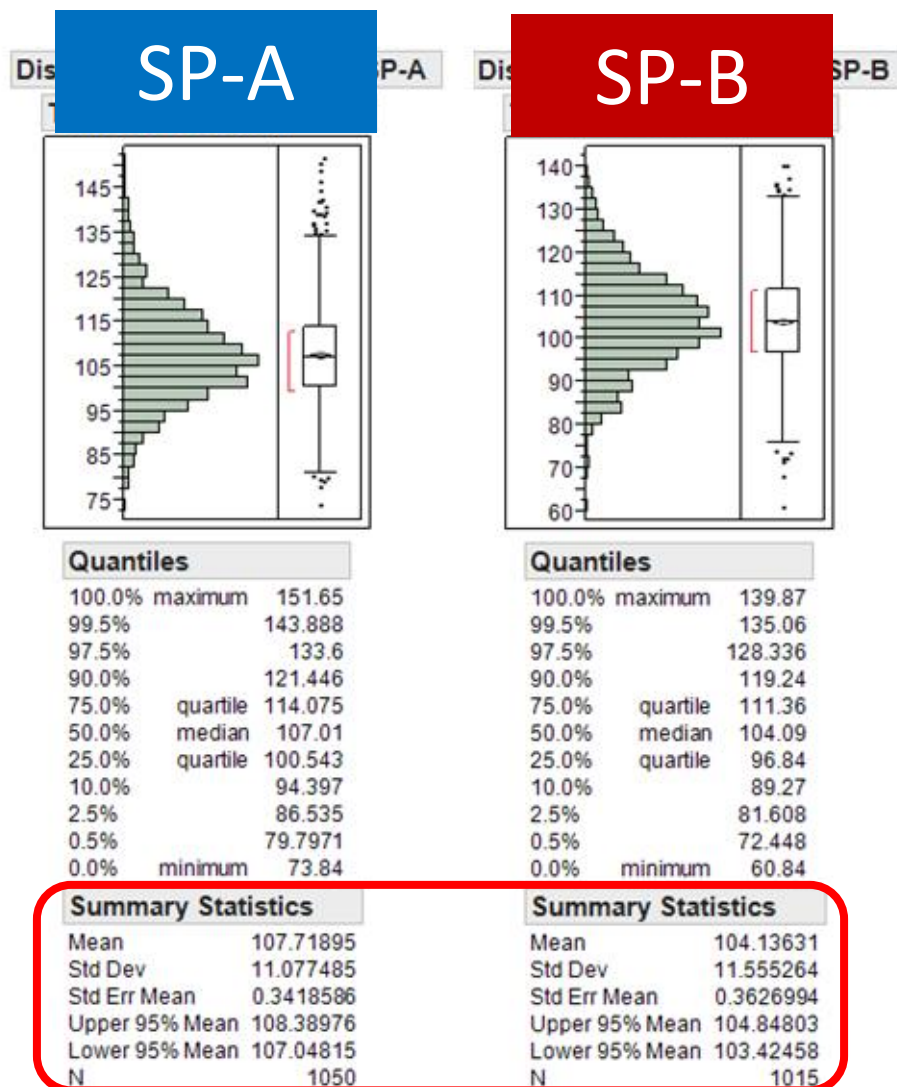 SP-A
Dis
SP-A
145
135
125
115
105
95
85
75
Quantiles
100.0% maximum 151.65
99.5% 143.888
97.5% 133.6
90.0% 121.446
75.0% quartile 114.075
50.0% median 107.01
25.0% quartile 100.543
10.0% 94.397
2.5% 86.535
0.5% 79.7971
0.0% minimum 73.84
Summary Statistics
Mean 107.71895
Std Dev 11.077485
Std Err Mean 0.3418586
Upper 95% Mean 108.38976
Lower 95% Mean 107.04815
N 1050
SP-B
Dis
SP-B
140
130
120
110
100
90
80
70
60
Quantiles
100.0% maximum 139.87
99.5% 135.06
97.5% 128.336
90.0% 119.24
75.0% quartile 111.36
50.0% median 104.09
25.0% quartile 96.84
10.0% 89.27
2.5% 81.608
0.5% 72.448
0.0% minimum 60.84
Summary Statistics
Mean 104.13631
Std Dev 11.555264
Std Err Mean 0.3626994
Upper 95% Mean 104.84803
Lower 95% Mean 103.42458
N 1015